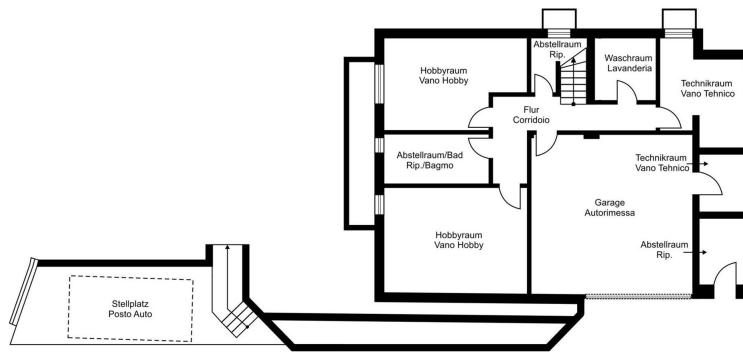 Abstellraum
Rip.
Waschraum
Lavanderia
Hobbyraum
Vano Hobby
Technikraum
Vano Tehnico
Flur
Corridoio
Abstellraum/Bad
Rip./Bagmo
Technikraum
Vano Tehnico
Garage
Autorimessa
Hobbyraum
Vano Hobby
Abstellraum
Rip.
Stellplatz
Posto Auto